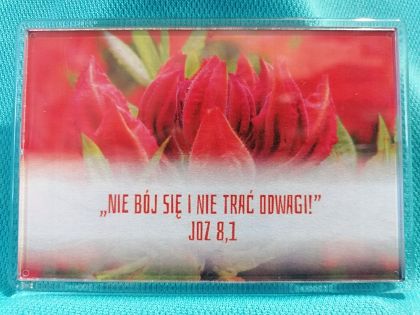 „NIE BÓJ SIĘ I NIE TRAĆ ODWAGI!”
JOZ 8,1